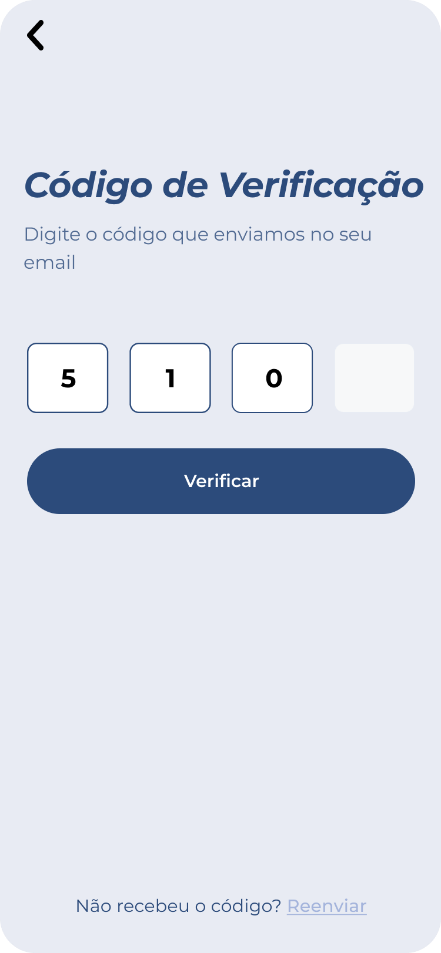 Código de Verificação
Digite o código que enviamos no seu
email
5 1 0
Verificar
Não recebeu o código? Reenviar